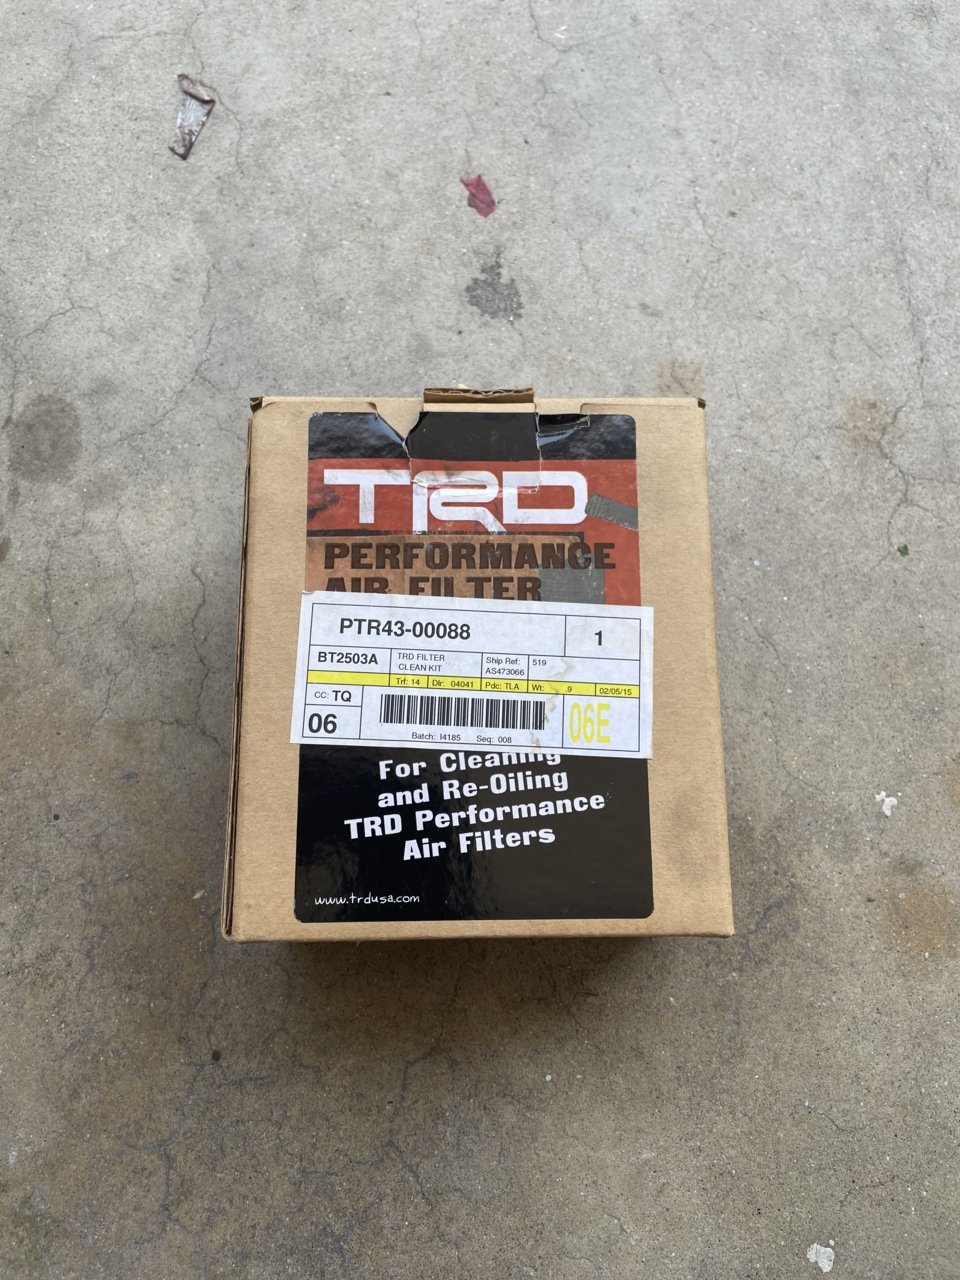 TRD
PERFORMANCE
AIR FILTER
PTR43-00088
1
BT2503A
TRD FILTER
CLEAN KIT
Ship Ref:
AS473066
519
Trf: 14
Dlr: 04041
Pdc: TLA
Wt: .9
02/05/15
CC: TQ
06
Batch: I4185
Seq: 008
06E
For Cleaning
and Re-Oiling
TRD Performance
Air Filters
www.trdusa.com